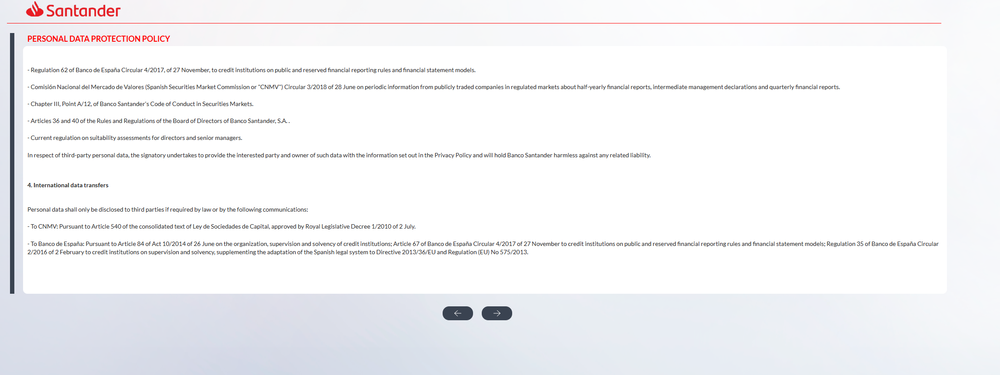 Santander
PERSONAL DATA PROTECTION POLICY
- Regulation 62 of Banco de España Circular 4/2017, of 27 November, to credit institutions on public and reserved financial reporting rules and financial statement models.
- Comisión Nacional del Mercado de Valores (Spanish Securities Market Commission or "CNMV") Circular 3/2018 of 28 June on periodic information from publicly traded companies in regulated markets about half-yearly financial reports, intermediate management declarations and quarterly financial reports.
- Chapter III, Point A/12, of Banco Santander's Code of Conduct in Securities Markets.
- Articles 36 and 40 of the Rules and Regulations of the Board of Directors of Banco Santander, S.A. .
- Current regulation on suitability assessments for directors and senior managers.
In respect of third-party personal data, the signatory undertakes to provide the interested party and owner of such data with the information set out in the Privacy Policy and will hold Banco Santander harmless against any related liability.
4. International data transfers
Personal data shall only be disclosed to third parties if required by law or by the following communications:
- To CNMV: Pursuant to Article 540 of the consolidated text of Ley de Sociedades de Capital, approved by Royal Legislative Decree 1/2010 of 2 July.
- To Banco de España: Pursuant to Article 84 of Act 10/2014 of 26 June on the organization, supervision and solvency of credit institutions; Article 67 of Banco de España Circular 4/2017 of 27 November to credit institutions on public and reserved financial reporting rules and financial statement models; Regulation 35 of Banco de España Circular
2/2016 of 2 February to credit institutions on supervision and solvency, supplementing the adaptation of the Spanish legal system to Directive 2013/36/EU and Regulation (EU) No 575/2013.